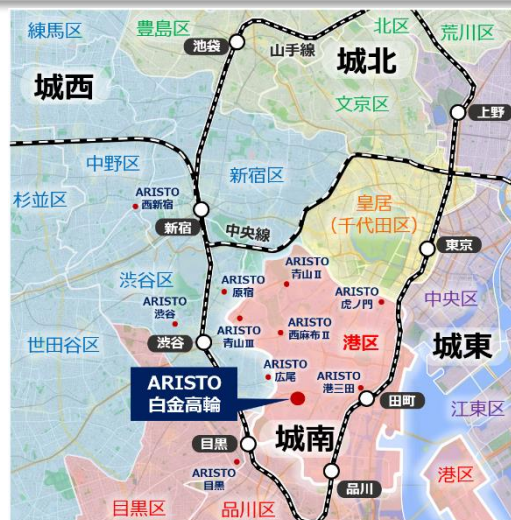 練馬区
豊島区
北区
荒川区
池袋
山手線
城北
城西
文京区
上野
中野区
新宿区
杉並区
ARISTO
西新宿
皇居
(千代田区)
新宿
中央線
東京
渋谷区
ARISTO
原宿
ARISTO
青山Ⅱ
ARISTO
虎ノ門
中央区
ARISTO
渋谷
ARISTO
青山Ⅲ
ARISTO
西麻布Ⅱ
港区
世田谷区
渋谷
城東
ARISTO
広尾
ARISTO
港三田
ARISTO
白金高輪
田町
江東区
目黒
城南
ARISTO
目黒
品川
港区
目黒区
品川区